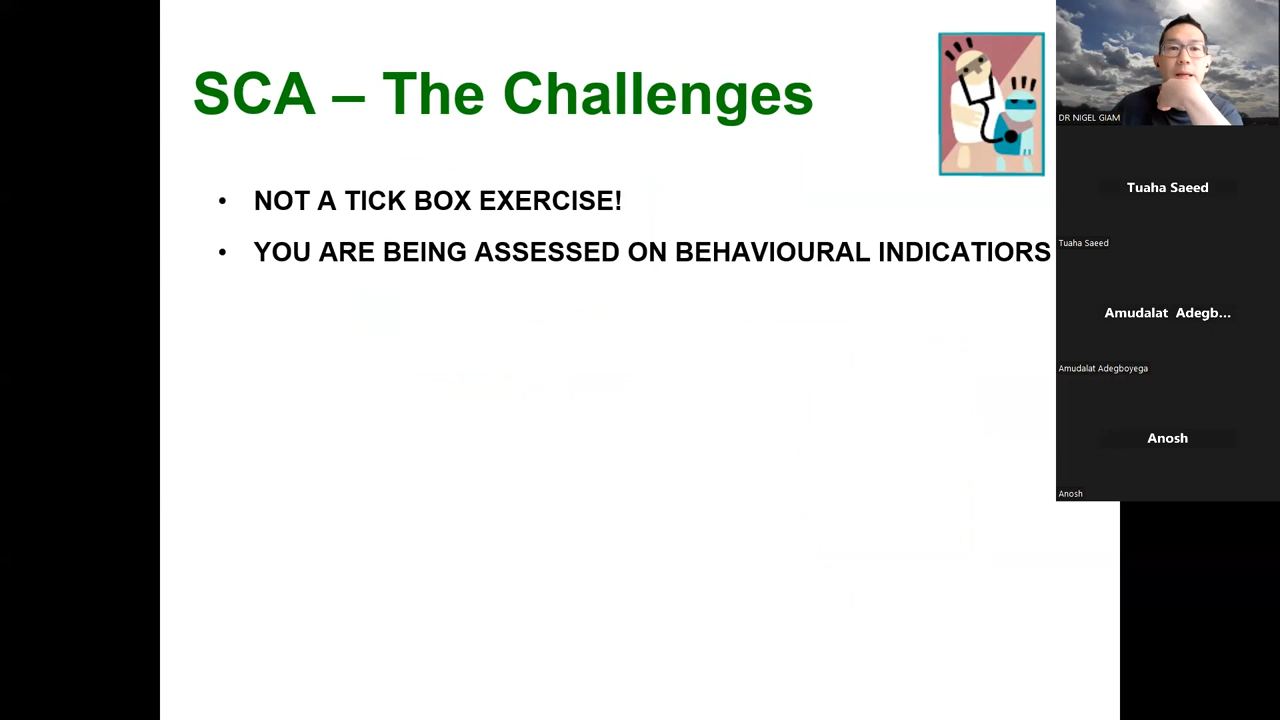 SCA – The Challenges
• NOT A TICK BOX EXERCISE!
• YOU ARE BEING ASSESSED ON BEHAVIOURAL INDICATIORS
DR NIGEL GIAM
Tuaha Saeed
Tuaha Saeed
Amudalat Adegb...
Amudalat Adegboyega
Anosh
Anosh